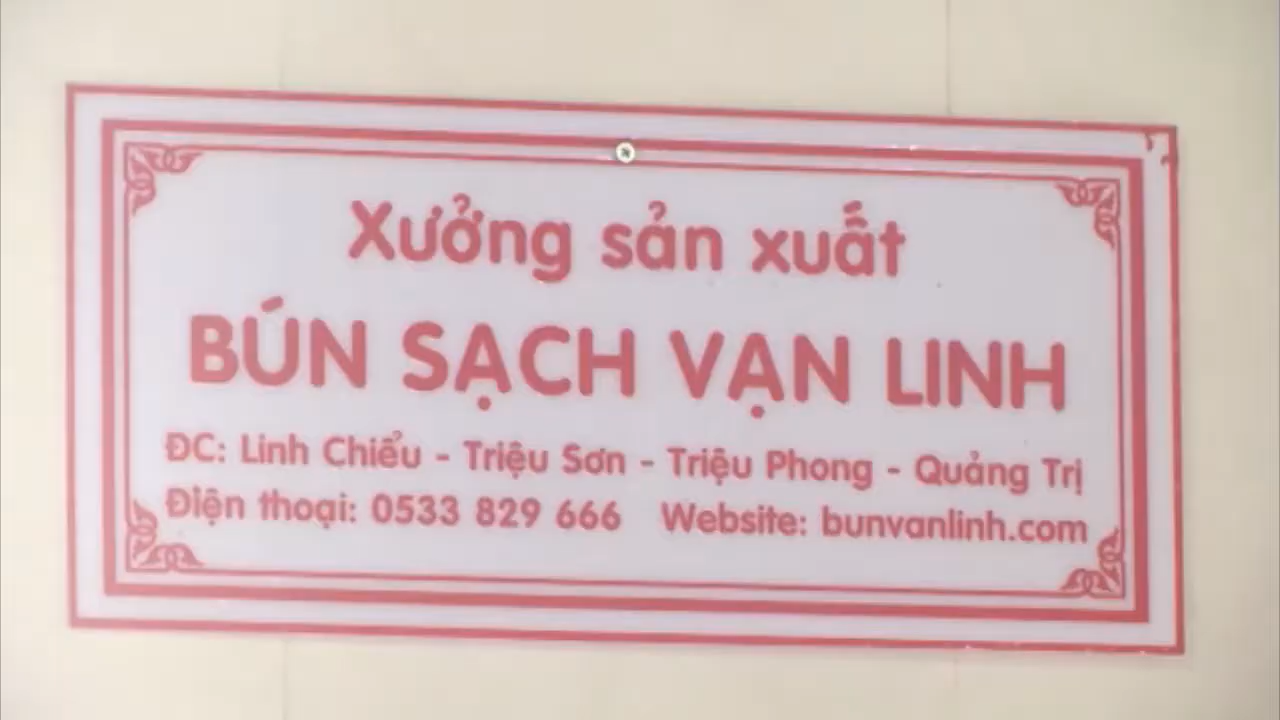 Xưởng sản xuất
BÚN SẠCH VẠN LINH
ĐC: Linh Chiểu - Triệu Sơn - Triệu Phong - Quảng Trị
Điện thoại: 0533 829 666 Website: bunvanlinh.com